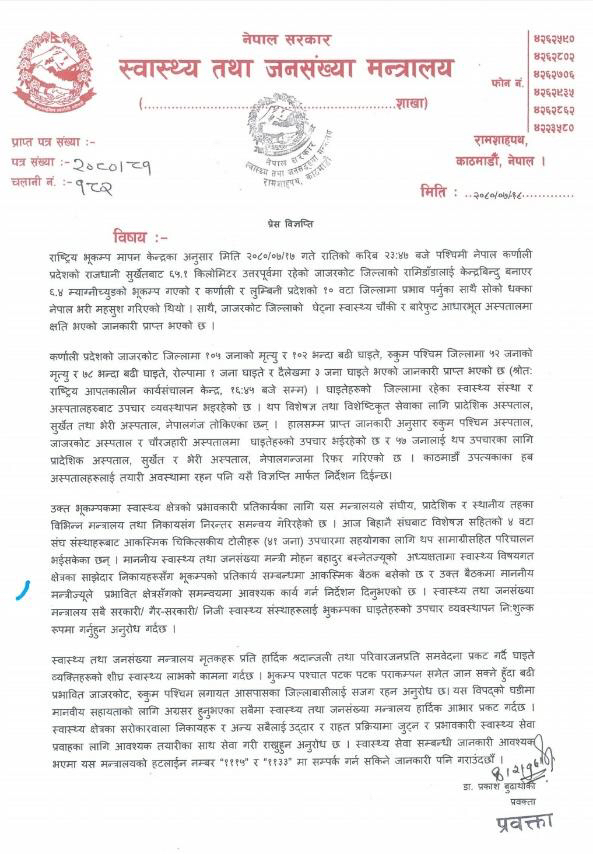 नेपाल सरकार
स्वास्थ्य तथा जनसंख्या मन्त्रालय
(..............................................................शाखा)
फोन नं.
४२६२५९०
४२६२८०२
४२६२७०६
४२६२९३५
४२६२८६२
४२२३५८०
प्राप्त पत्र संख्या :-
पत्र संख्या :- २०८०।८१
चलानी नं. :- १८२
नेपाल सरकार
स्वास्थ्य तथा जनसंख्या मन्त्रालय
रामशाहपथ, काठमाडौं
रामशाहपथ,
काठमाडौं, नेपाल ।
मिति : ..२०८०/०७/१८.............
प्रेस विज्ञप्ति
विषय :-
राष्ट्रिय भूकम्प मापन केन्द्रका अनुसार मिति २०८०/०७/१७ गते रातिको करिब २३:४७ बजे पश्चिमी नेपाल कर्णाली
प्रदेशको राजधानी सुर्खेतबाट ६५.१ किलोमिटर उत्तरपूर्वमा रहेको जाजरकोट जिल्लाको रामिडाँडालाई केन्द्रबिन्दु बनाएर
६.४ म्याग्नीच्युडको भूकम्प गएको र कर्णाली र लुम्बिनी प्रदेशको १० वटा जिल्लामा प्रभाव पर्नुका साथै सोको धक्का
नेपाल भरी महसुश गरिएको थियो । साथै, जाजरकोट जिल्लाको घेट्ना स्वास्थ्य चौकी र बारेफुट आधारभूत अस्पतालमा
क्षति भएको जानकारी प्राप्त भएको छ ।
कर्णाली प्रदेशको जाजरकोट जिल्लामा १०५ जनाको मृत्यु र १०२ भन्दा बढी घाइते, रुकुम पश्चिम जिल्लामा ५२ जनाको
मृत्यु र ७८ भन्दा बढी घाइते, रोल्पामा १ जना घाइते र दैलेखमा ३ जना घाइते भएको जानकारी प्राप्त भएको छ (श्रोत:
राष्ट्रिय आपतकालीन कार्यसंचालन केन्द्र, १६:४५ बजे सम्म) । घाइतेहरुको जिल्लामा रहेका स्वास्थ्य संस्था र
अस्पतालहरुबाट उपचार व्यवस्थापन भइरहेको छ । थप विशेषज्ञ तथा विशेष्टिकृत सेवाका लागि प्रादेशिक अस्पताल,
सुर्खेत तथा भेरी अस्पताल, नेपालगंज तोकिएका छन् । हालसम्म प्राप्त जानकारी अनुसार रुकुम पश्चिम अस्पताल,
जाजरकोट अस्पताल र चौरजहारी अस्पतालमा घाइतेहरुको उपचार भईरहेको छ र ५७ जनालाई थप उपचारका लागि
प्रादेशिक अस्पताल, सुर्खेत र भेरी अस्पताल, नेपालगन्जमा रिफर गरिएको छ । काठमाडौं उपत्यकाका हब
अस्पतालहरूलाई तयारी अवस्थामा रहन पनि यसै विज्ञप्ति मार्फत निर्देशन दिईन्छ।
उक्त भूकम्पकमा स्वास्थ्य क्षेत्रको प्रभावकारी प्रतिकार्यका लागि यस मन्त्रालयले संघीय, प्रादेशिक र स्थानीय तहका
विभिन्न मन्त्रालय तथा निकायसंग निरन्तर समन्वय गरिरहेको छ । आज बिहानै संघबाट विशेषज्ञ सहितको ४ वटा
संघ संस्थाहरूबाट आकस्मिक चिकित्सकीय टोलीहरू (४१ जना) उपचारमा सहयोगका लागि थप सामाग्रीसहित परिचालन
भईसकेका छन् । माननीय स्वास्थ्य तथा जनसंख्या मन्त्री मोहन बहादुर बस्नेतज्यूको अध्यक्षतामा स्वास्थ्य विषयगत
क्षेत्रका साझेदार निकायहरूसँग भूकम्पको प्रतिकार्य सम्बन्धमा आकस्मिक बैठक बसेको छ र उक्त बैठकमा माननीय
मन्त्रीज्यूले प्रभावित क्षेत्रसँगको समन्वयमा आवश्यक कार्य गर्न निर्देशन दिनुभएको छ । स्वास्थ्य तथा जनसंख्या
मन्त्रालय सबै सरकारी/ गैर-सरकारी/ निजी स्वास्थ्य संस्थाहरूलाई भुकम्पका घाइतेहरुको उपचार व्यवस्थापन नि:शुल्क
रूपमा गर्नुहुन अनुरोध गर्दछ ।
स्वास्थ्य तथा जनसंख्या मन्त्रालय मृतकहरू प्रति हार्दिक श्रदान्जली तथा परिवारजनप्रति समवेदना प्रकट गर्दै घाइते
व्यक्तिहरूको शीघ्र स्वास्थ्य लाभको कामना गर्दछ । भुकम्प पश्चात पटक पटक पराकम्पन समेत जान सक्ने हुँदा बढी
प्रभावित जाजरकोट, रुकुम पश्चिम लगायत आसपासका जिल्लाबासीलाई सजग रहन अनुरोध छ। यस विपद्को घडीमा
मानवीय सहायताको लागि अग्रसर हुनुभएका सबैमा स्वास्थ्य तथा जनसंख्या मन्त्रालय हार्दिक आभार प्रकट गर्दछ ।
स्वास्थ्य क्षेत्रका सरोकारवाला निकायहरू र अन्य सबैलाई उद्दार र राहत प्रक्रियामा जुट्न र प्रभावकारी स्वास्थ्य सेवा
प्रवाहका लागि आवश्यक तयारीका साथ सेवा गरी राख्नुहुन अनुरोध छ । स्वास्थ्य सेवा सम्बन्धी जानकारी आवश्यक
भएमा यस मन्त्रालयको हटलाईन नम्बर "१११५" र "११३३" मा सम्पर्क गर्न सकिने जानकारी पनि गराउंदछौं ।
डा. प्रकाश बुढाथोकी
प्रवक्ता
प्रवक्ता